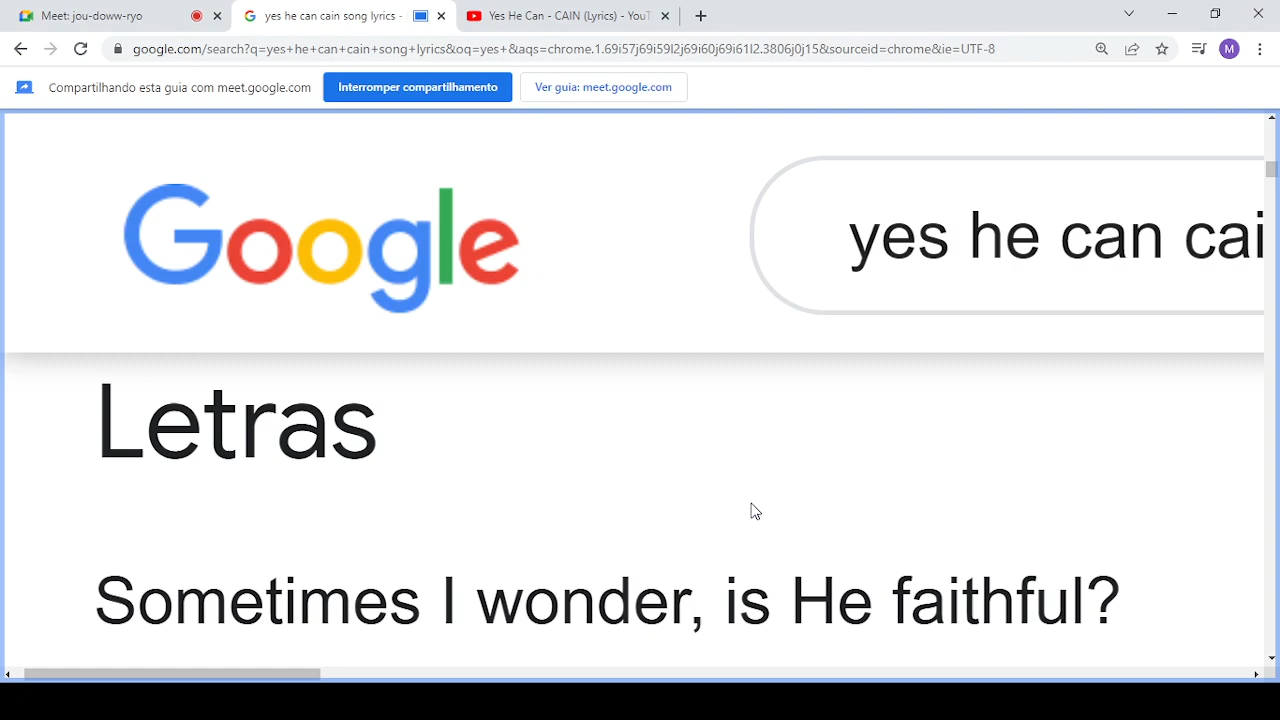 Meet: jou-doww-ryo
yes he can cain song lyrics -
Yes He Can - CAIN (Lyrics) - YouT
google.com/search?q=yes+he+can+cain+song+lyrics&oq=yes+&aqs=chrome.1.69i57j69i59l2j69i60j69i61l2.3806j0j15&sourceid=chrome&ie=UTF-8
M
Compartilhando esta guia com meet.google.com
Interromper compartilhamento
Ver guia: meet.google.com
Google
yes he can cai
Letras
Sometimes I wonder, is He faithful?